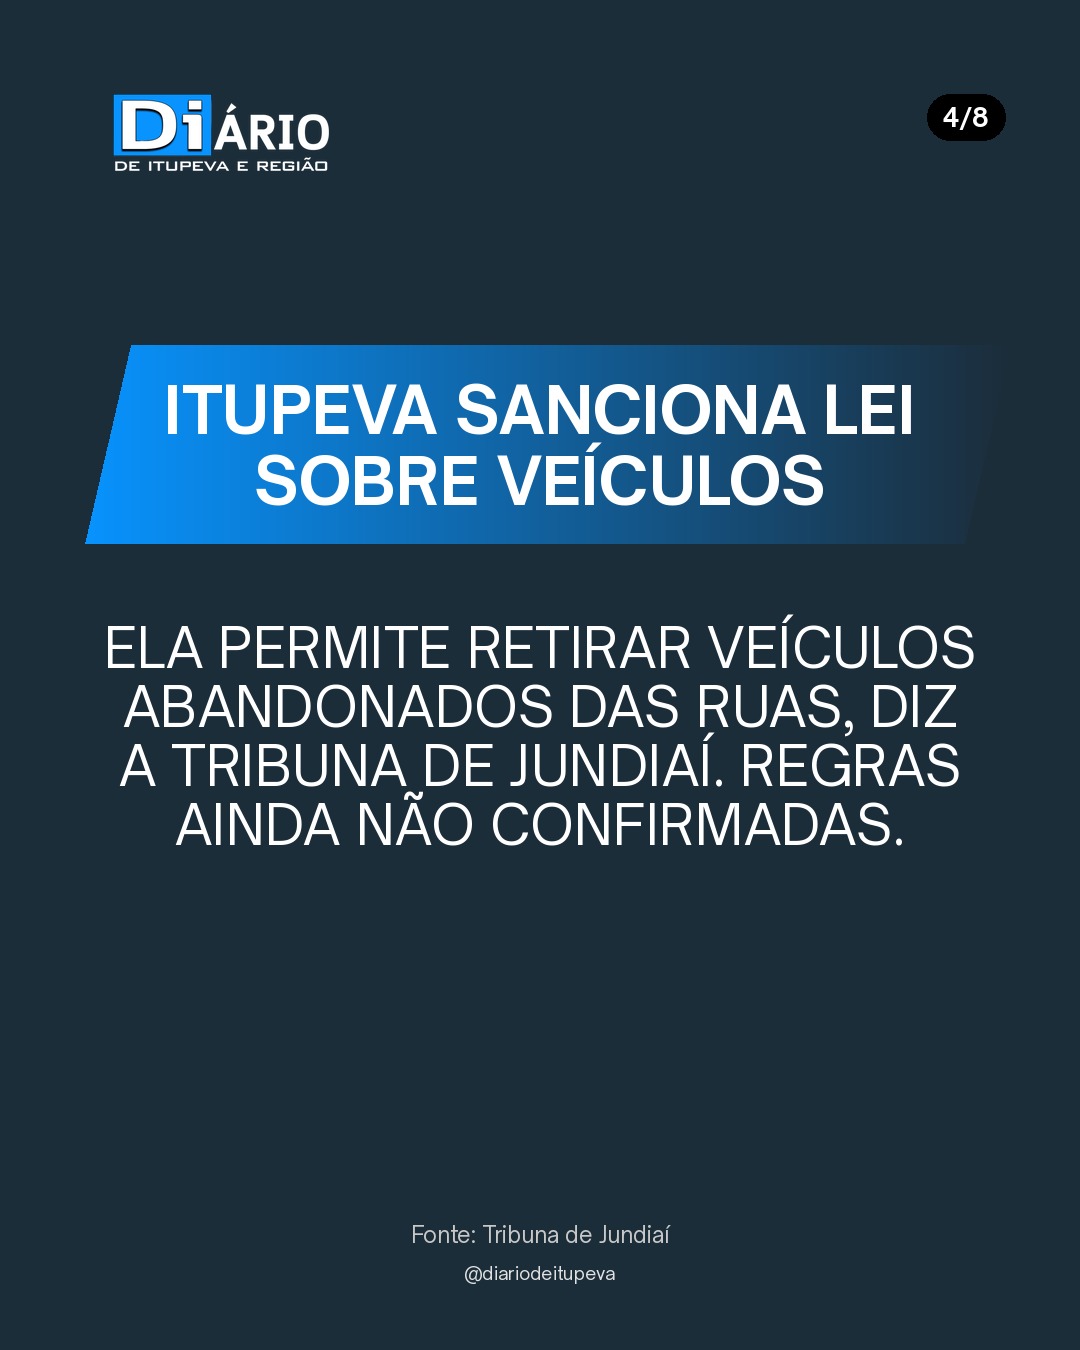 DiÁRIO
DE ITUPEVA E REGIÃO
4/8
ITUPEVA SANCIONA LEI
SOBRE VEÍCULOS
ELA PERMITE RETIRAR VEÍCULOS
ABANDONADOS DAS RUAS, DIZ
A TRIBUNA DE JUNDIAÍ. REGRAS
AINDA NÃO CONFIRMADAS.
Fonte: Tribuna de Jundiaí
@diariodeitupeva